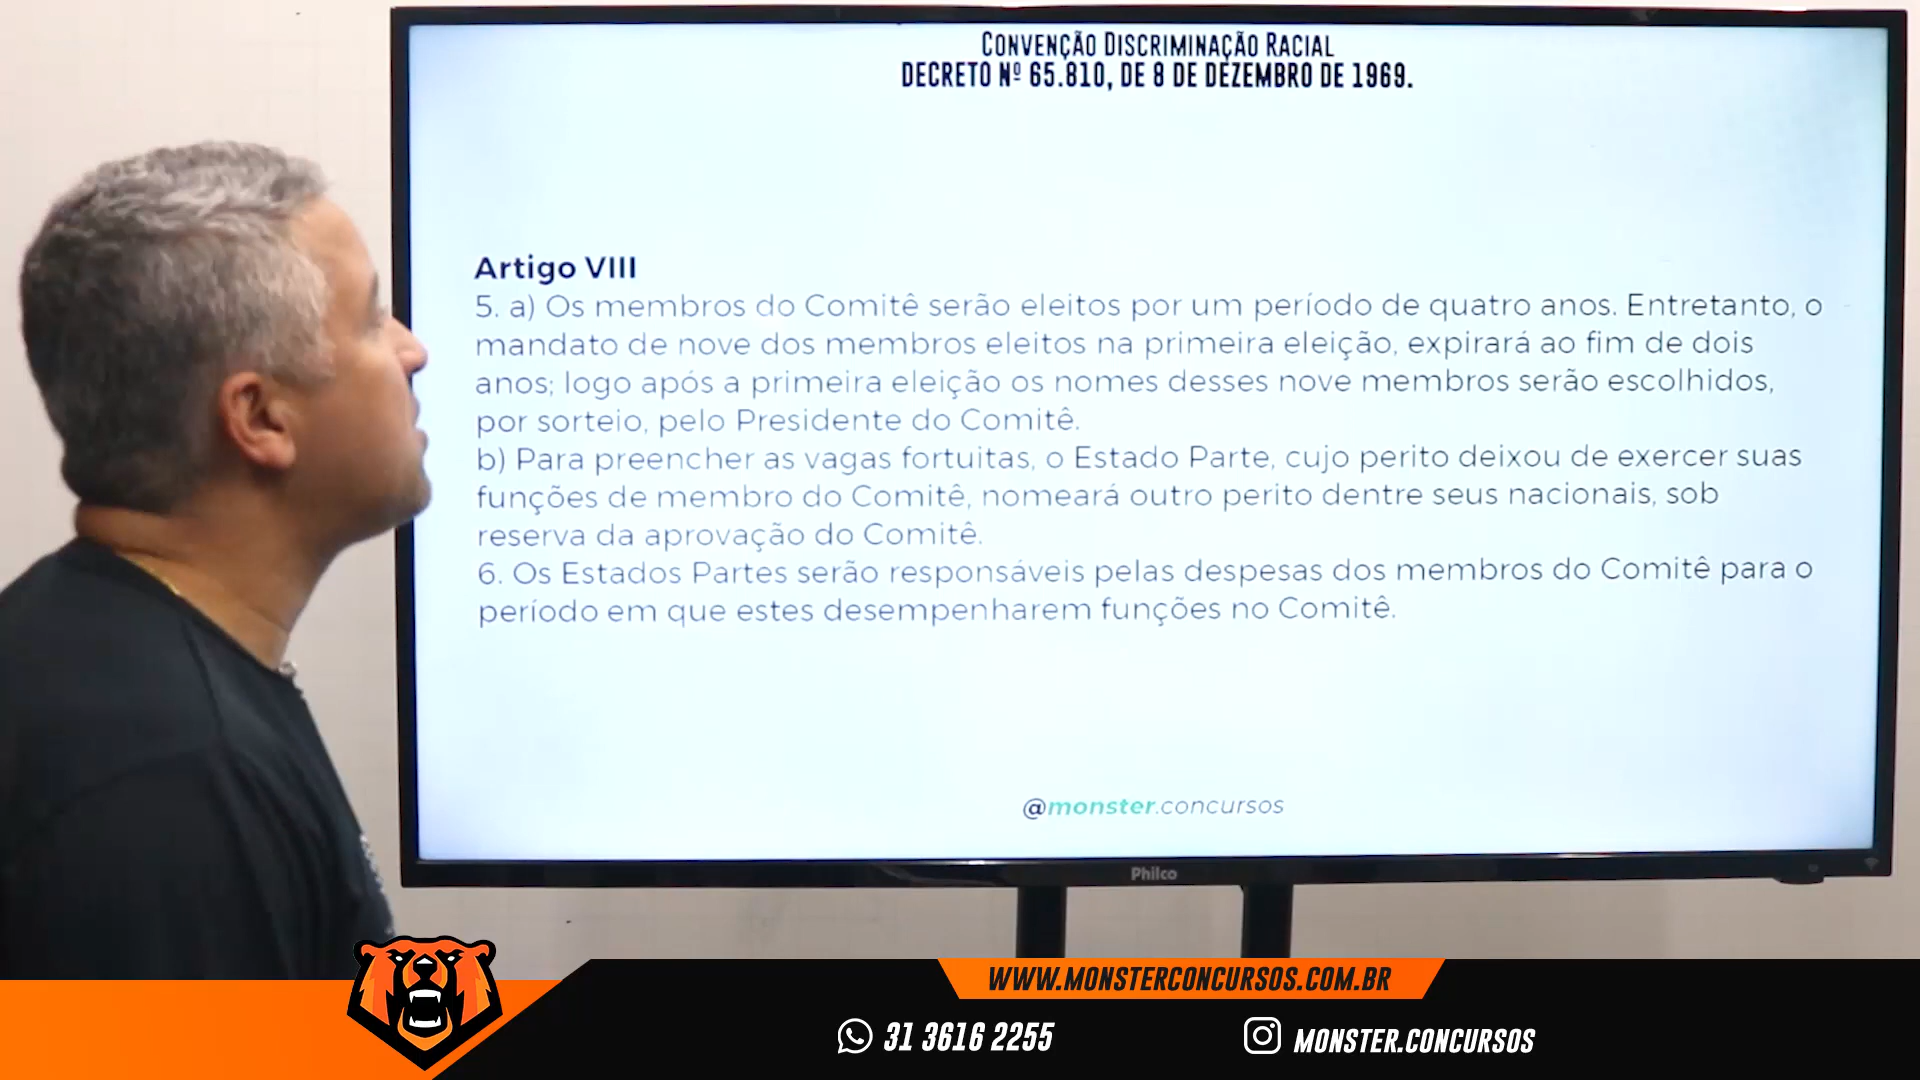 CONVENÇÃO DISCRIMINAÇÃO RACIAL
DECRETO Nº 65.810, DE 8 DE DEZEMBRO DE 1969.
Artigo VIII
5. a) Os membros do Comitê serão eleitos por um período de quatro anos. Entretanto, o
mandato de nove dos membros eleitos na primeira eleição, expirará ao fim de dois
anos; logo após a primeira eleição os nomes desses nove membros serão escolhidos,
por sorteio, pelo Presidente do Comitê.
b) Para preencher as vagas fortuitas, o Estado Parte, cujo perito deixou de exercer suas
funções de membro do Comitê, nomeará outro perito dentre seus nacionais, sob
reserva da aprovação do Comitê.
6. Os Estados Partes serão responsáveis pelas despesas dos membros do Comitê para o
período em que estes desempenharem funções no Comitê.
@monster.concursos
Philco
WWW.MONSTERCONCURSOS.COM.BR
31 3616 2255
MONSTER.CONCURSOS